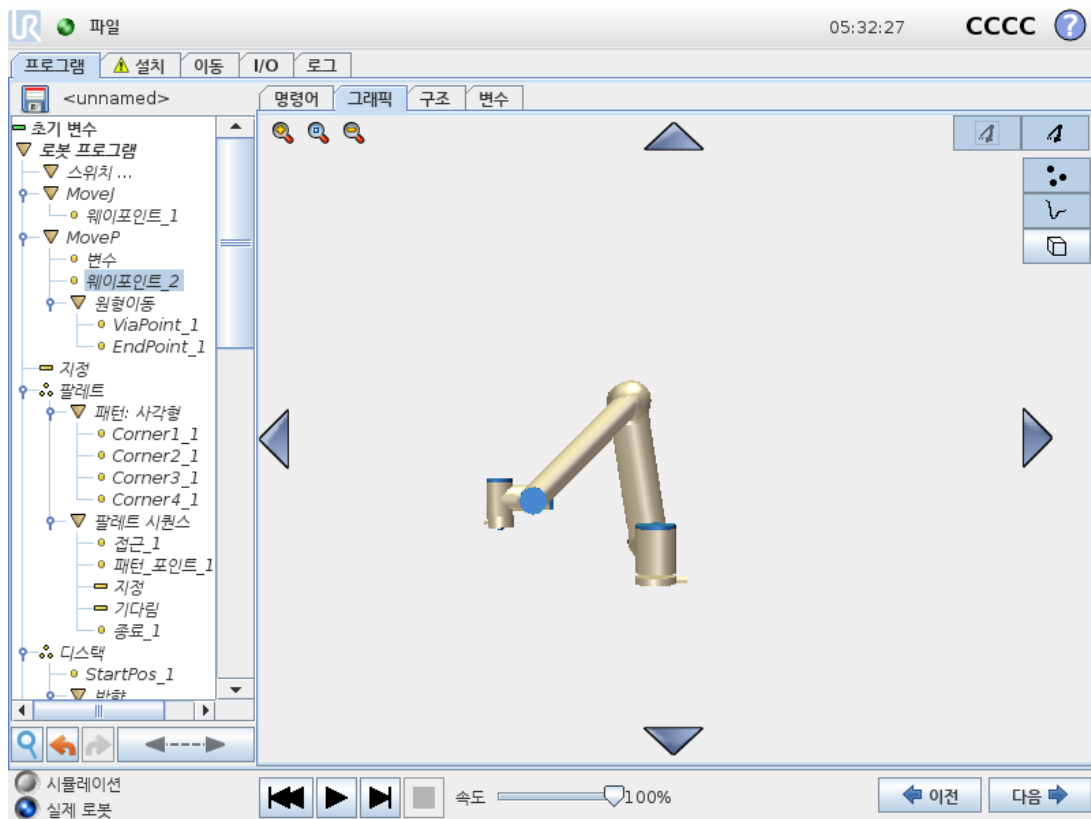 UR 파일 05:32:27 CCCC ?
프로그램 설치 이동 I/O 로그
<unnamed> 명령어 그래픽 구조 변수
초기 변수
로봇 프로그램
스위치 ...
MoveJ
웨이포인트_1
MoveP
변수
웨이포인트_2
원형이동
ViaPoint_1
EndPoint_1
지정
팔레트
패턴: 사각형
Corner1_1
Corner2_1
Corner3_1
Corner4_1
팔레트 시퀀스
접근_1
패턴_포인트_1
지정
기다림
종료_1
디스택
StartPos_1
방향
시뮬레이션
실제 로봇
속도 100% 이전 다음